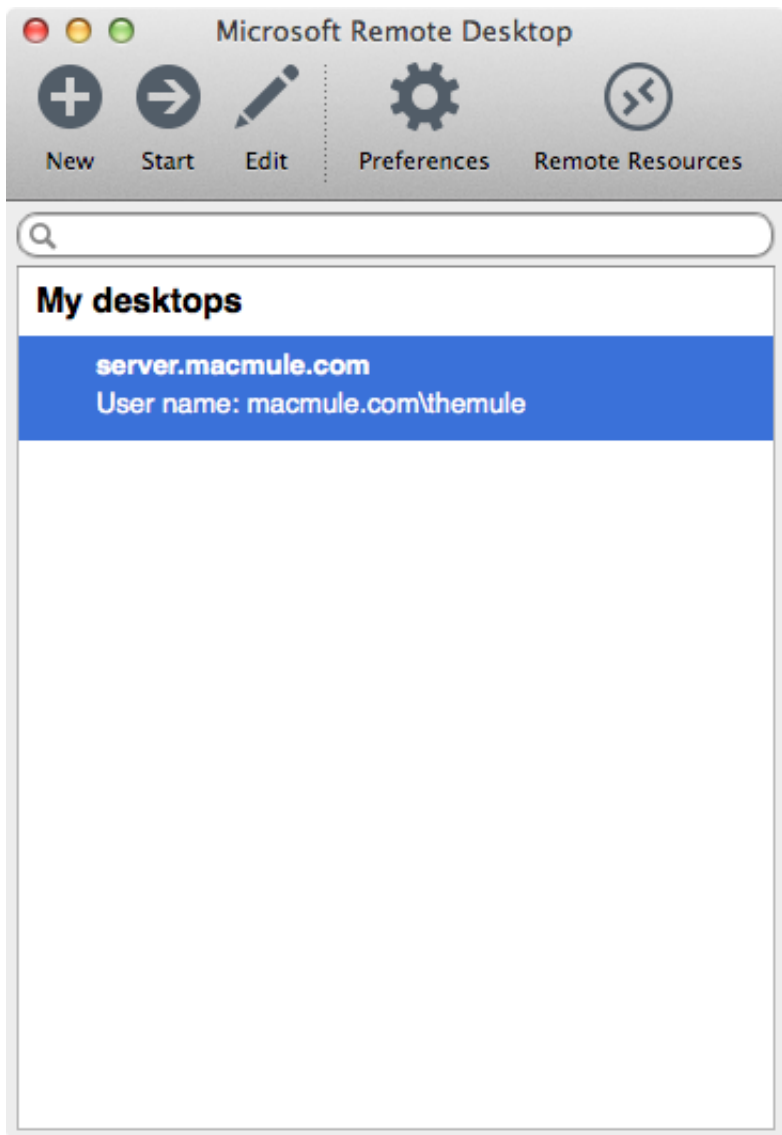 Microsoft Remote Desktop
New Start Edit Preferences Remote Resources
My desktops
server.macmule.com
User name: macmule.com\themule